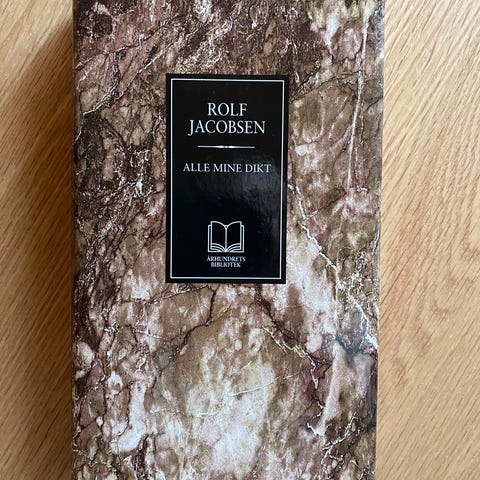 ROLF
JACOBSEN
ALLE MINE DIKT
ÅRHUNDRETS
BIBLIOTEK